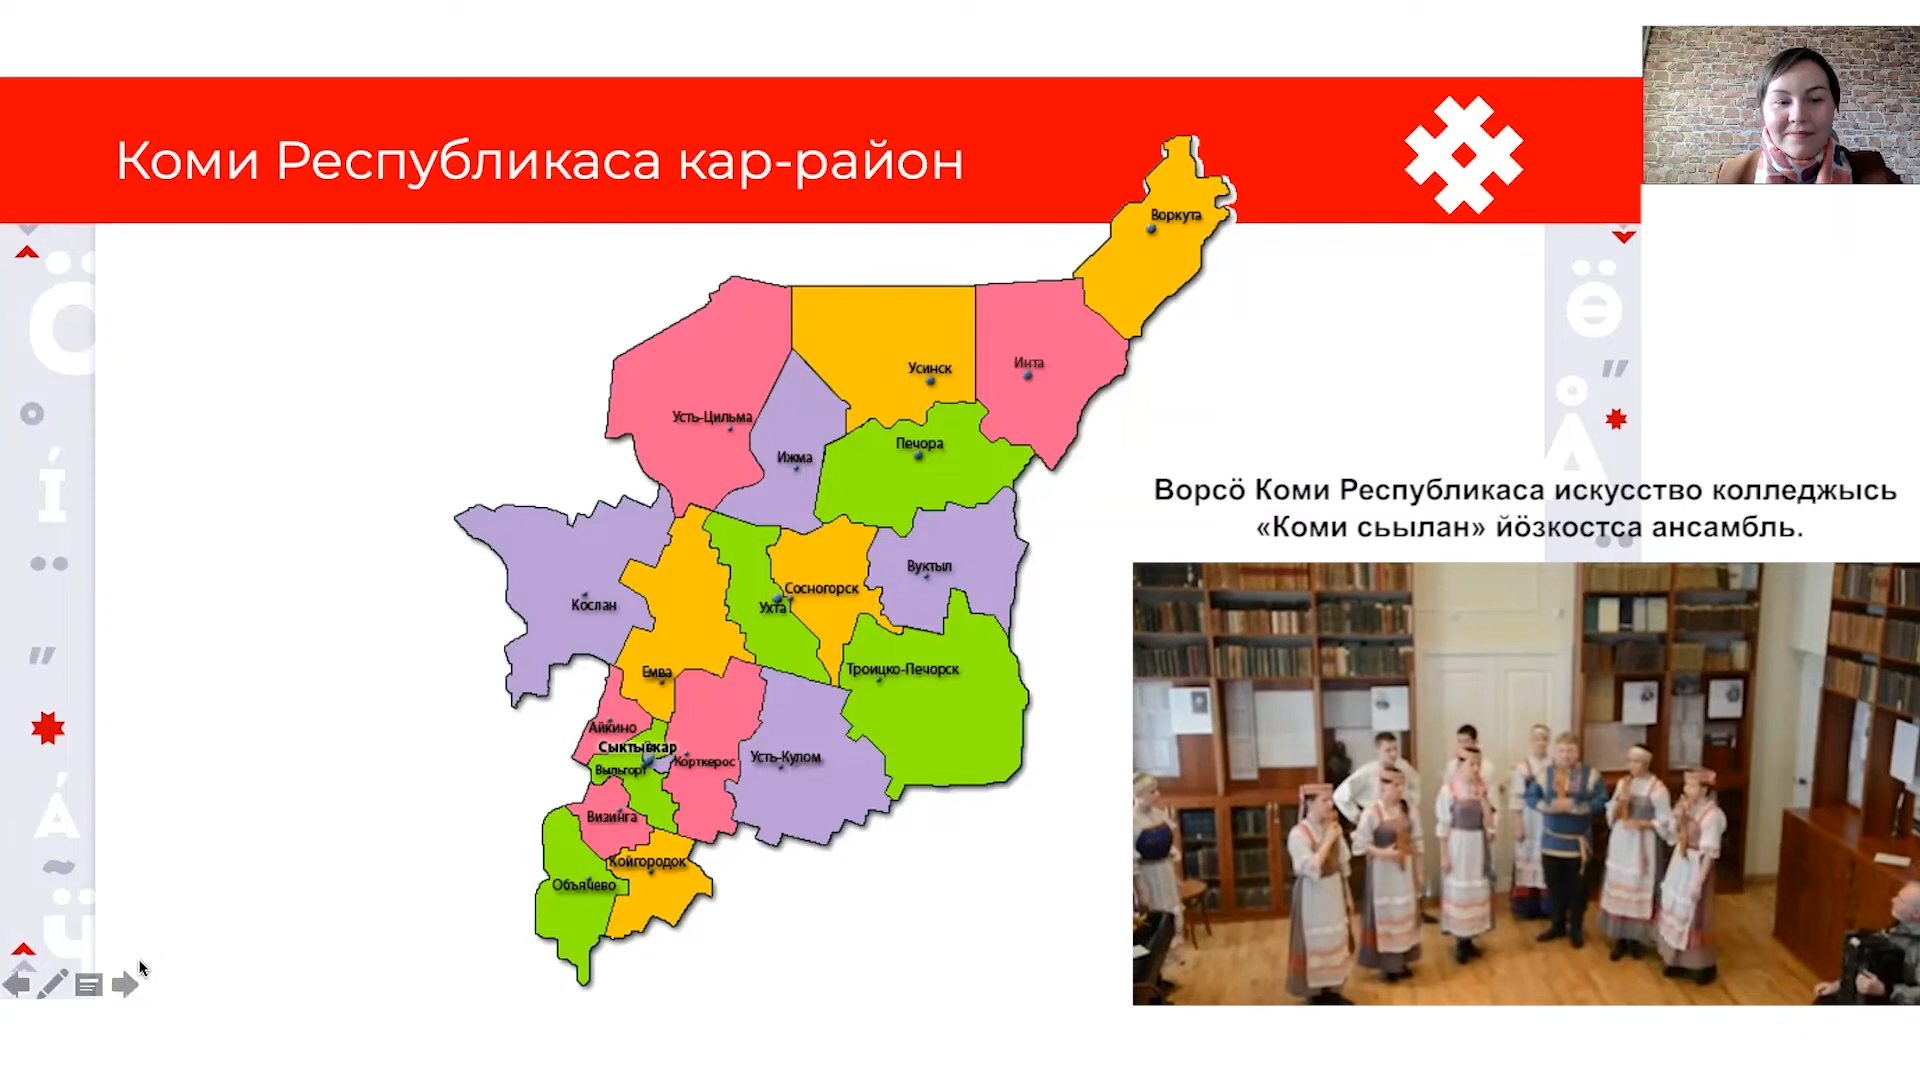 Коми Республикаса кар-район
Воркута
Усинск
Инта
Усть-Цильма
Печора
Ижма
Вуктыл
Сосногорск
Кослан
Ухта
Емва
Троицко-Печорск
Айкино
Сыктывкар
Выльгорт
Корткерос
Усть-Кулом
Визинга
Койгородок
Объячево
Ворсӧ Коми Республикаса искусство колледжысь
«Коми сьылан» йӧзкостса ансамбль.